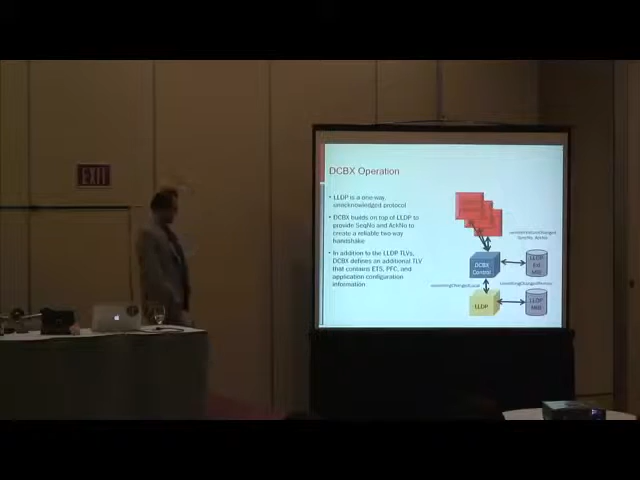 EXIT
DCBX Operation
• LLDP is a one-way,
unacknowledged protocol
• DCBX builds on top of LLDP to
provide SeqNo and AckNo to
create a reliable two-way
handshake
• In addition to the LLDP TLVs,
DCBX defines an additional TLV
that contains ETS, PFC, and
application configuration
information
DCBX
Control
LLDP
LLDP
MIB
LLDP